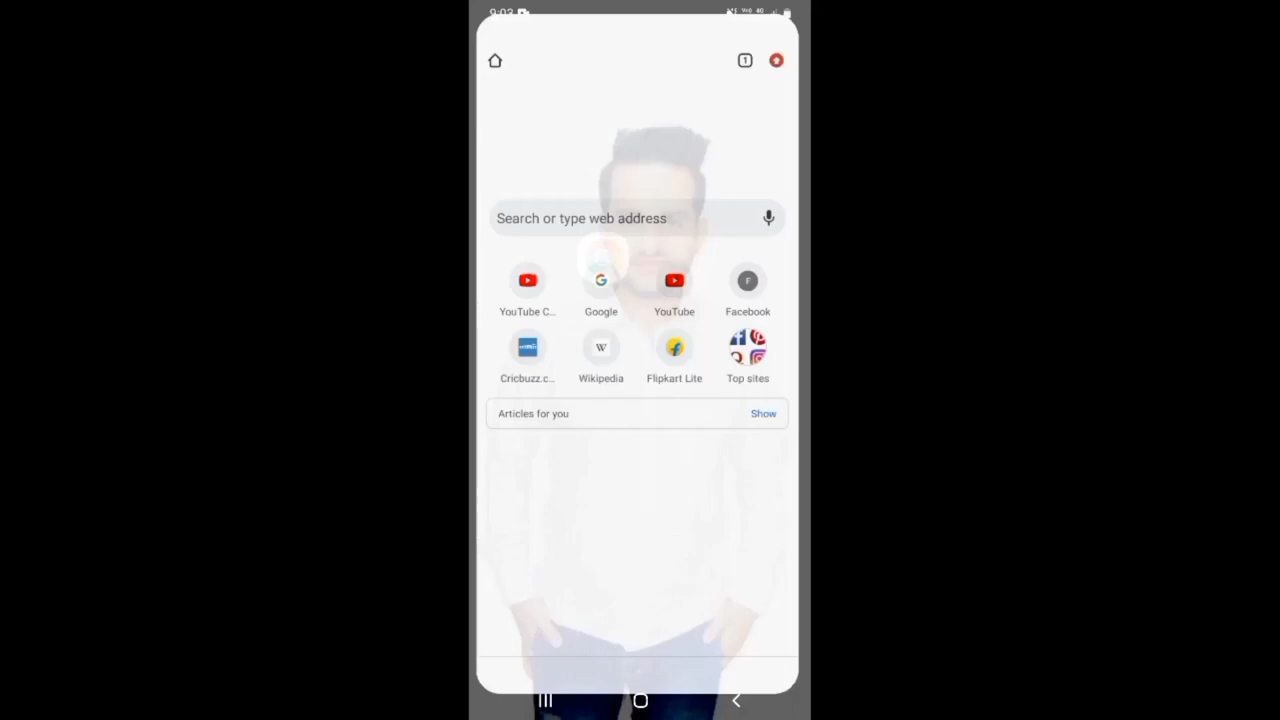 9:03
1
Search or type web address
YouTube C...
Google
YouTube
F
Facebook
Cricbuzz.c...
W
Wikipedia
Flipkart Lite
Top sites
Articles for you
Show